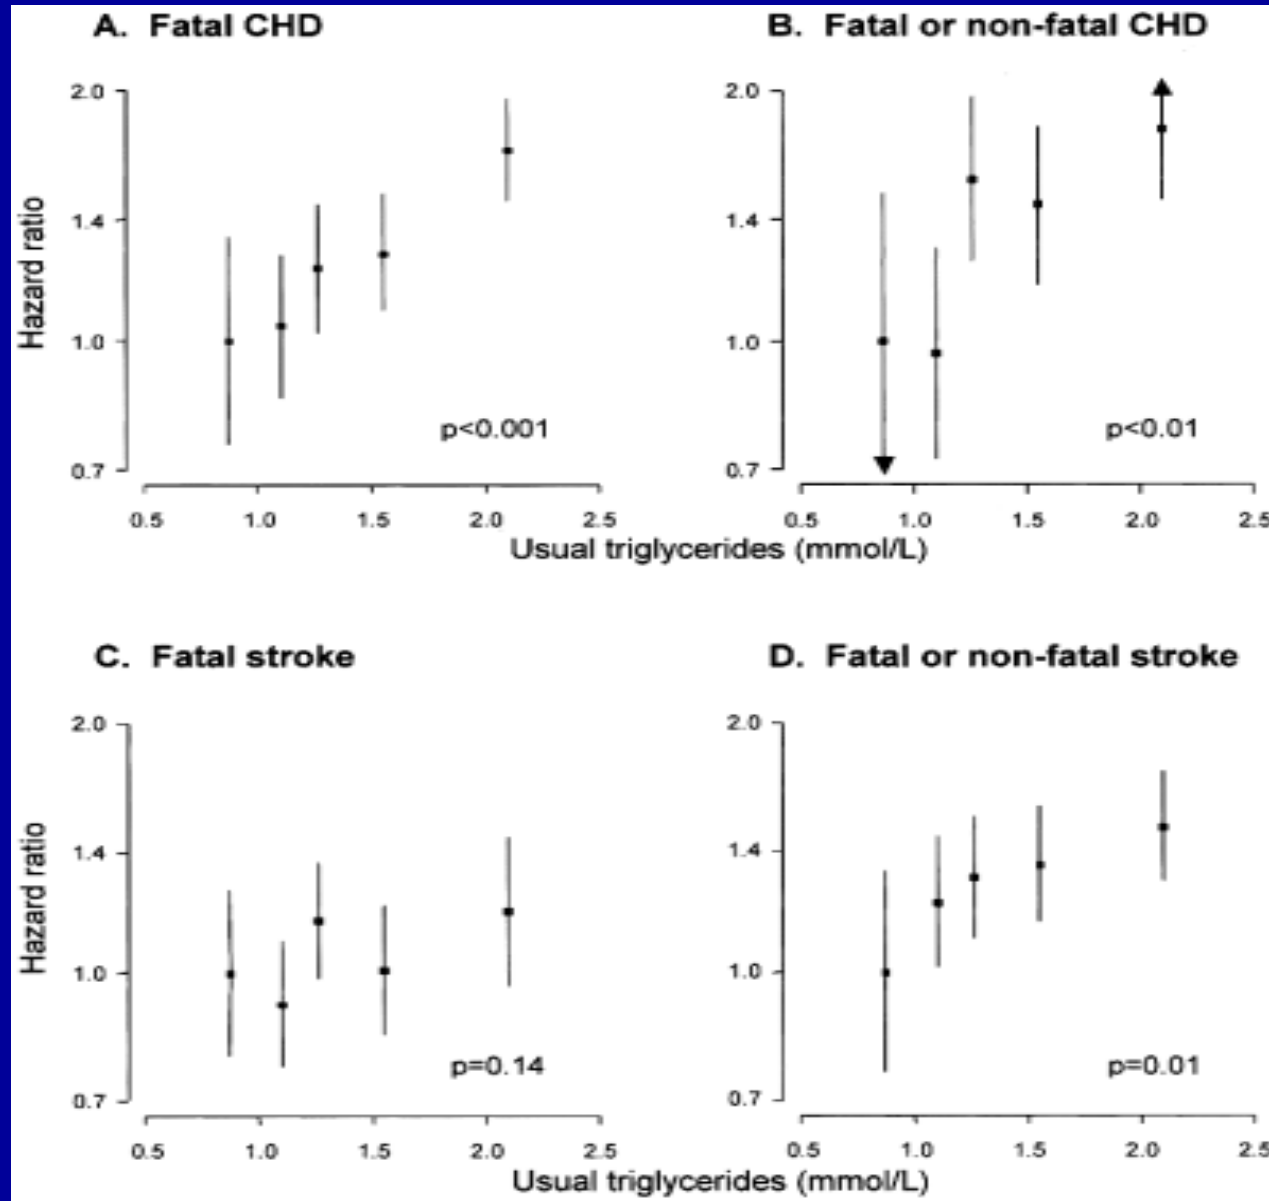 A. Fatal CHD
Hazard ratio
2.0
1.4
1.0
0.7
p<0.001
0.5 1.0 1.5 2.0 2.5
B. Fatal or non-fatal CHD
2.0
1.4
1.0
0.7
p<0.01
0.5 1.0 1.5 2.0 2.5
Usual triglycerides (mmol/L)
C. Fatal stroke
Hazard ratio
2.0
1.4
1.0
0.7
p=0.14
0.5 1.0 1.5 2.0 2.5
D. Fatal or non-fatal stroke
2.0
1.4
1.0
0.7
p=0.01
0.5 1.0 1.5 2.0 2.5
Usual triglycerides (mmol/L)